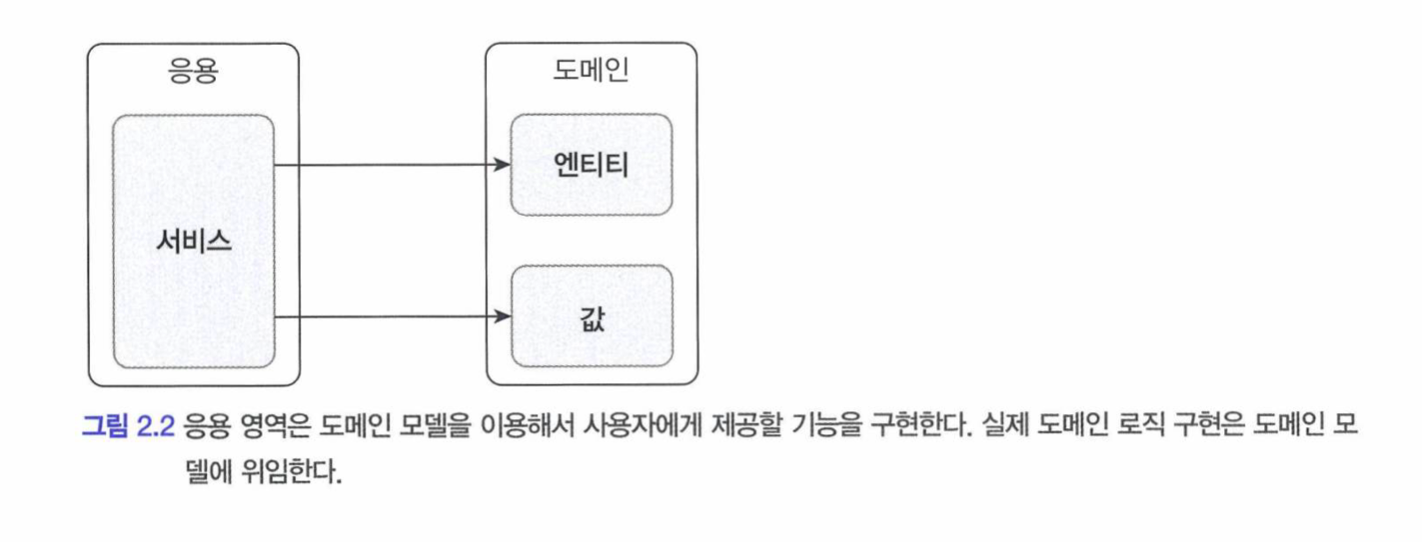 응용
도메인
서비스
엔티티
값
그림 2.2 응용 영역은 도메인 모델을 이용해서 사용자에게 제공할 기능을 구현한다. 실제 도메인 로직 구현은 도메인 모
델에 위임한다.